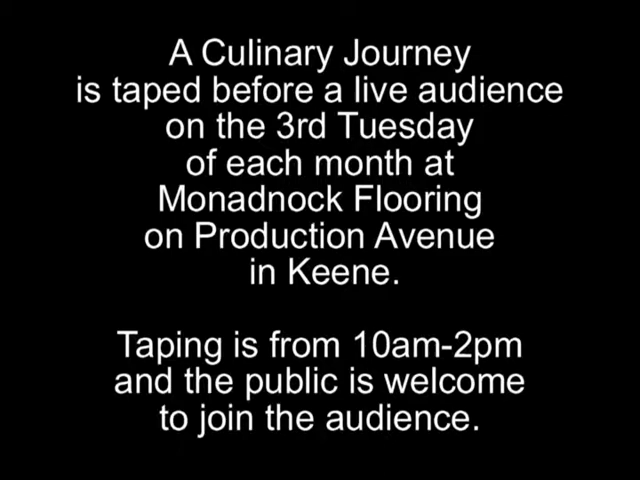 A Culinary Journey
is taped before a live audience
on the 3rd Tuesday
of each month at
Monadnock Flooring
on Production Avenue
in Keene.
Taping is from 10am-2pm
and the public is welcome
to join the audience.